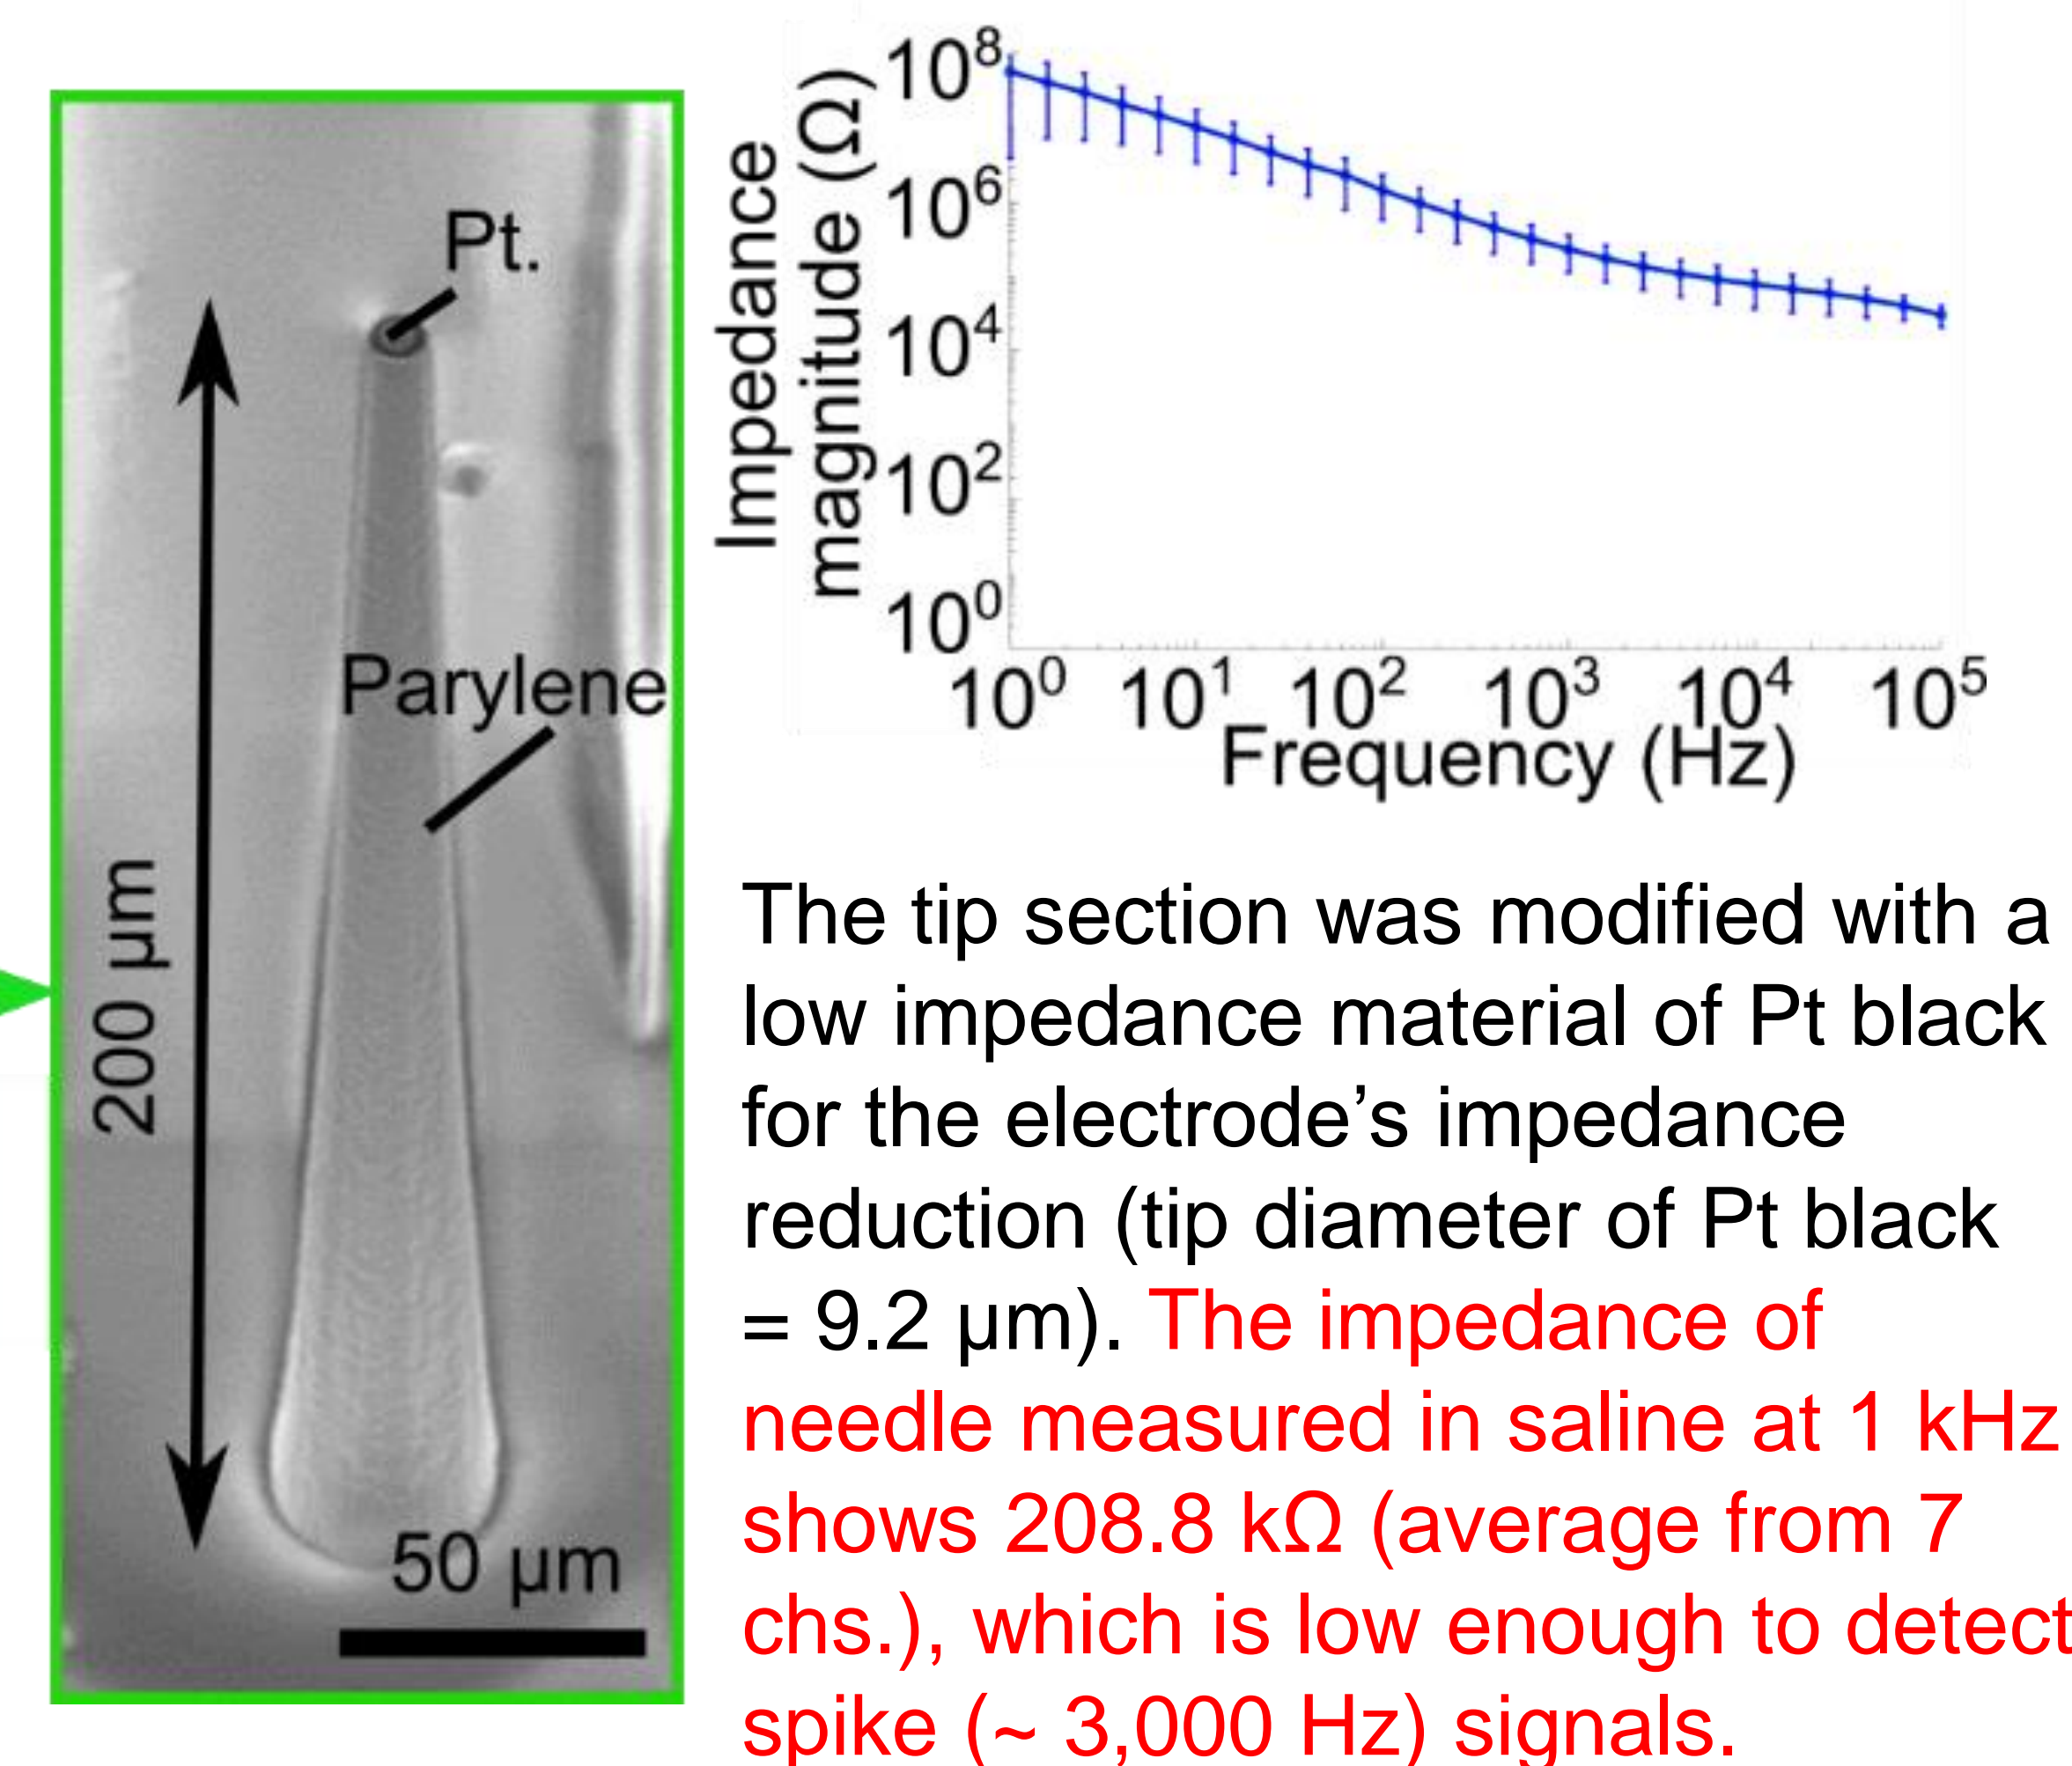 Pt.
Parylene
200 µm
50 µm
Impedance
magnitude (Ω)
10⁸
10⁶
10⁴
10²
10⁰
10⁰ 10¹ 10² 10³ 10⁴ 10⁵
Frequency (Hz)
The tip section was modified with a
low impedance material of Pt black
for the electrode’s impedance
reduction (tip diameter of Pt black
= 9.2 µm). The impedance of
needle measured in saline at 1 kHz
shows 208.8 kΩ (average from 7
chs.), which is low enough to detect
spike (~ 3,000 Hz) signals.